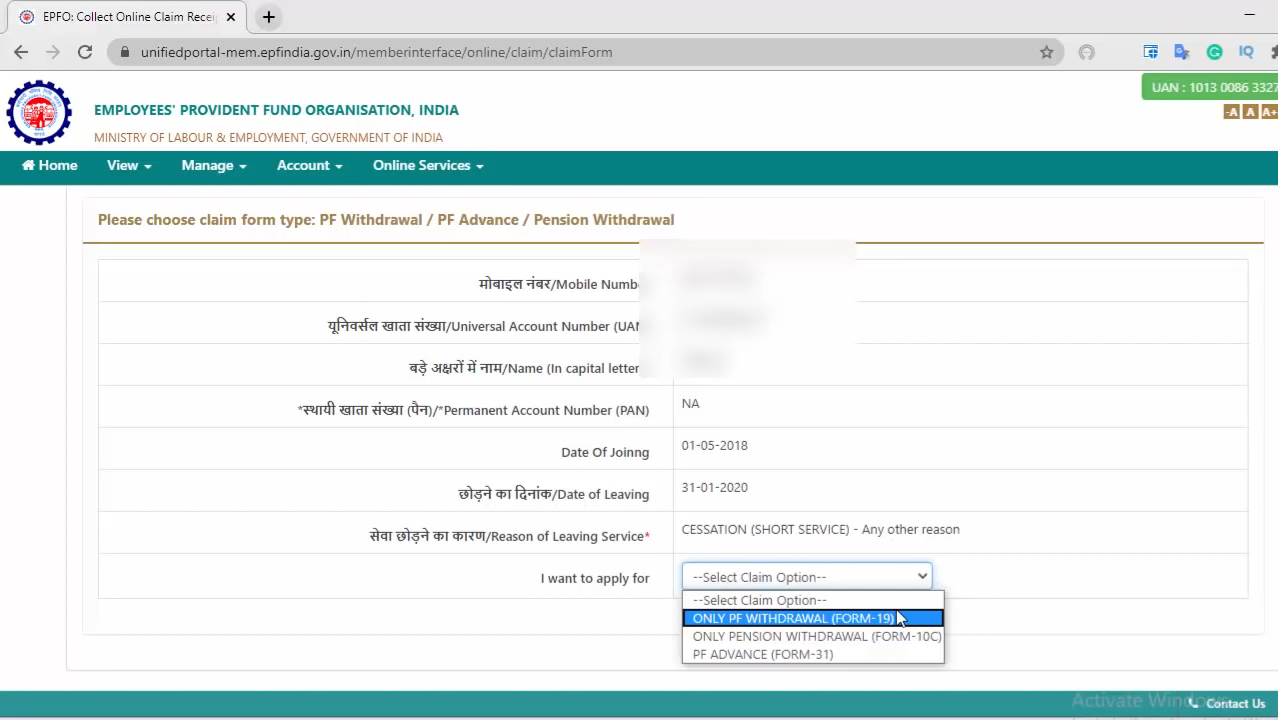 EPFO: Collect Online Claim Recei
unifiedportal-mem.epfindia.gov.in/memberinterface/online/claim/claimForm
IQ
EMPLOYEES' PROVIDENT FUND ORGANISATION, INDIA
UAN : 1013 0086 3327
-A A A+
MINISTRY OF LABOUR & EMPLOYMENT, GOVERNMENT OF INDIA
Home View Manage Account Online Services
Please choose claim form type: PF Withdrawal / PF Advance / Pension Withdrawal
मोबाइल नंबर/Mobile Numbe
यूनिवर्सल खाता संख्या/Universal Account Number (UAN
बड़े अक्षरों में नाम/Name (In capital letter
*स्थायी खाता संख्या (पैन)/*Permanent Account Number (PAN) NA
Date Of Joinng 01-05-2018
छोड़ने का दिनांक/Date of Leaving 31-01-2020
सेवा छोड़ने का कारण/Reason of Leaving Service* CESSATION (SHORT SERVICE) - Any other reason
I want to apply for --Select Claim Option--
--Select Claim Option--
ONLY PF WITHDRAWAL (FORM-19)
ONLY PENSION WITHDRAWAL (FORM-10C)
PF ADVANCE (FORM-31)
Activate Windows
Contact Us